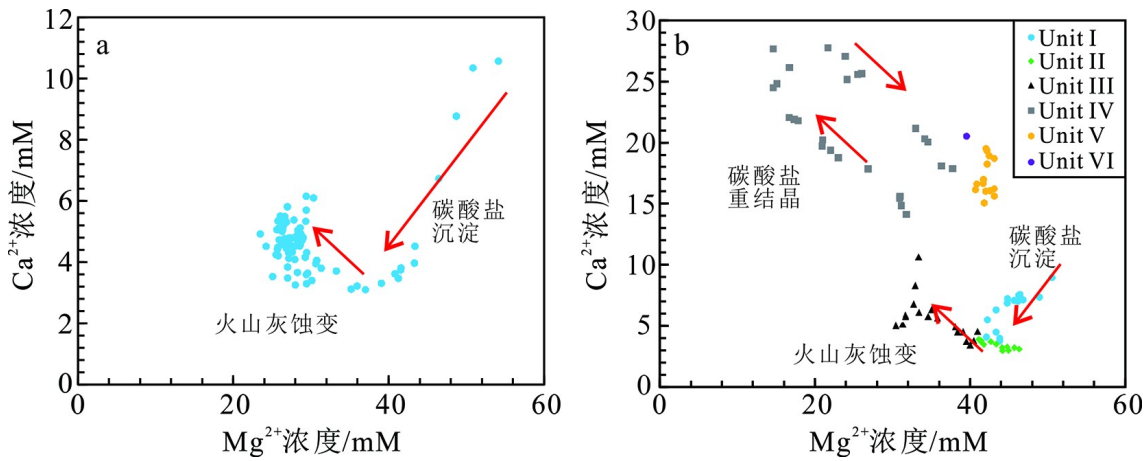 a
12
10
8
6
4
2
0
20
40
60
Ca²⁺浓度/mM
Mg²⁺浓度/mM
碳酸盐
沉淀
火山灰蚀变
b
30
25
20
15
10
5
0
0
20
40
60
Ca²⁺浓度/mM
Mg²⁺浓度/mM
碳酸盐
重结晶
碳酸盐
沉淀
火山灰蚀变
Unit I
Unit II
Unit III
Unit IV
Unit V
Unit VI